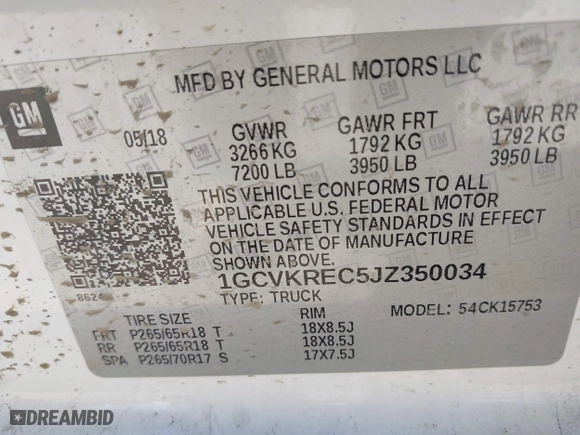 MFD BY GENERAL MOTORS LLC
GM
05/18
GVWR GAWR FRT GAWR RR
3266 KG 1792 KG 1792 KG
7200 LB 3950 LB 3950 LB
THIS VEHICLE CONFORMS TO ALL
APPLICABLE U.S. FEDERAL MOTOR
VEHICLE SAFETY STANDARDS IN EFFECT
ON THE DATE OF MANUFACTURE
SHOWN ABOVE.
1GCVKREC5JZ350034
8624
TYPE: TRUCK MODEL: 54CK15753
TIRE SIZE RIM
FRT P265/65R18 T 18X8.5J
RR P265/65R18 T 18X8.5J
SPA P265/70R17 S 17X7.5J
DREAMBID